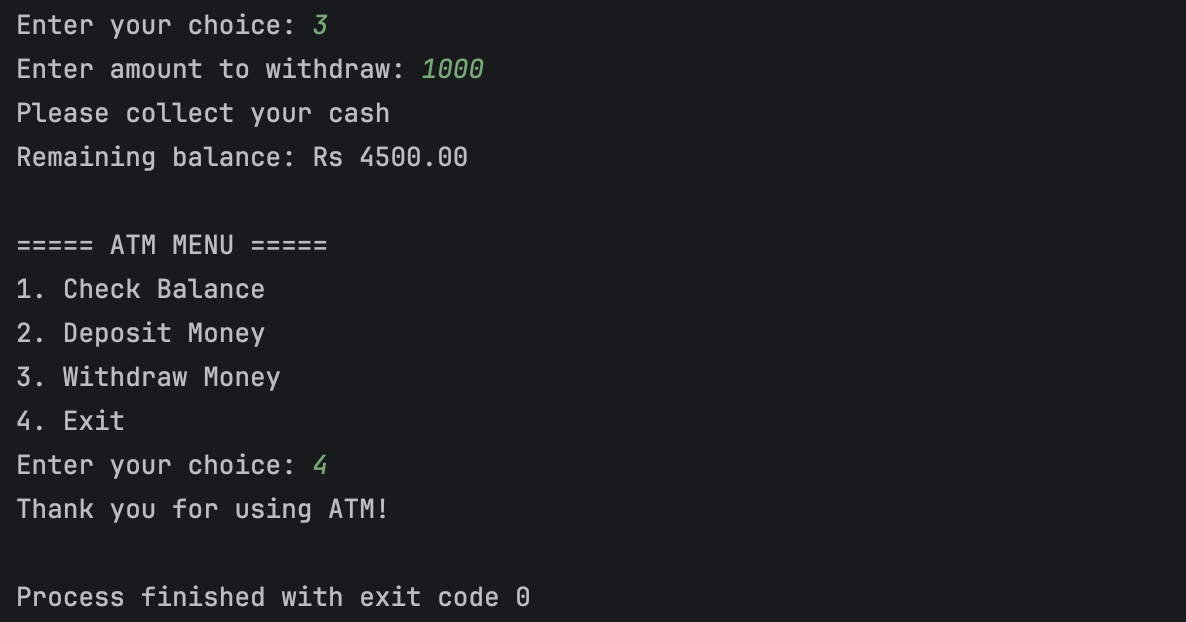 Enter your choice: 3
Enter amount to withdraw: 1000
Please collect your cash
Remaining balance: Rs 4500.00
===== ATM MENU =====
1. Check Balance
2. Deposit Money
3. Withdraw Money
4. Exit
Enter your choice: 4
Thank you for using ATM!
Process finished with exit code 0